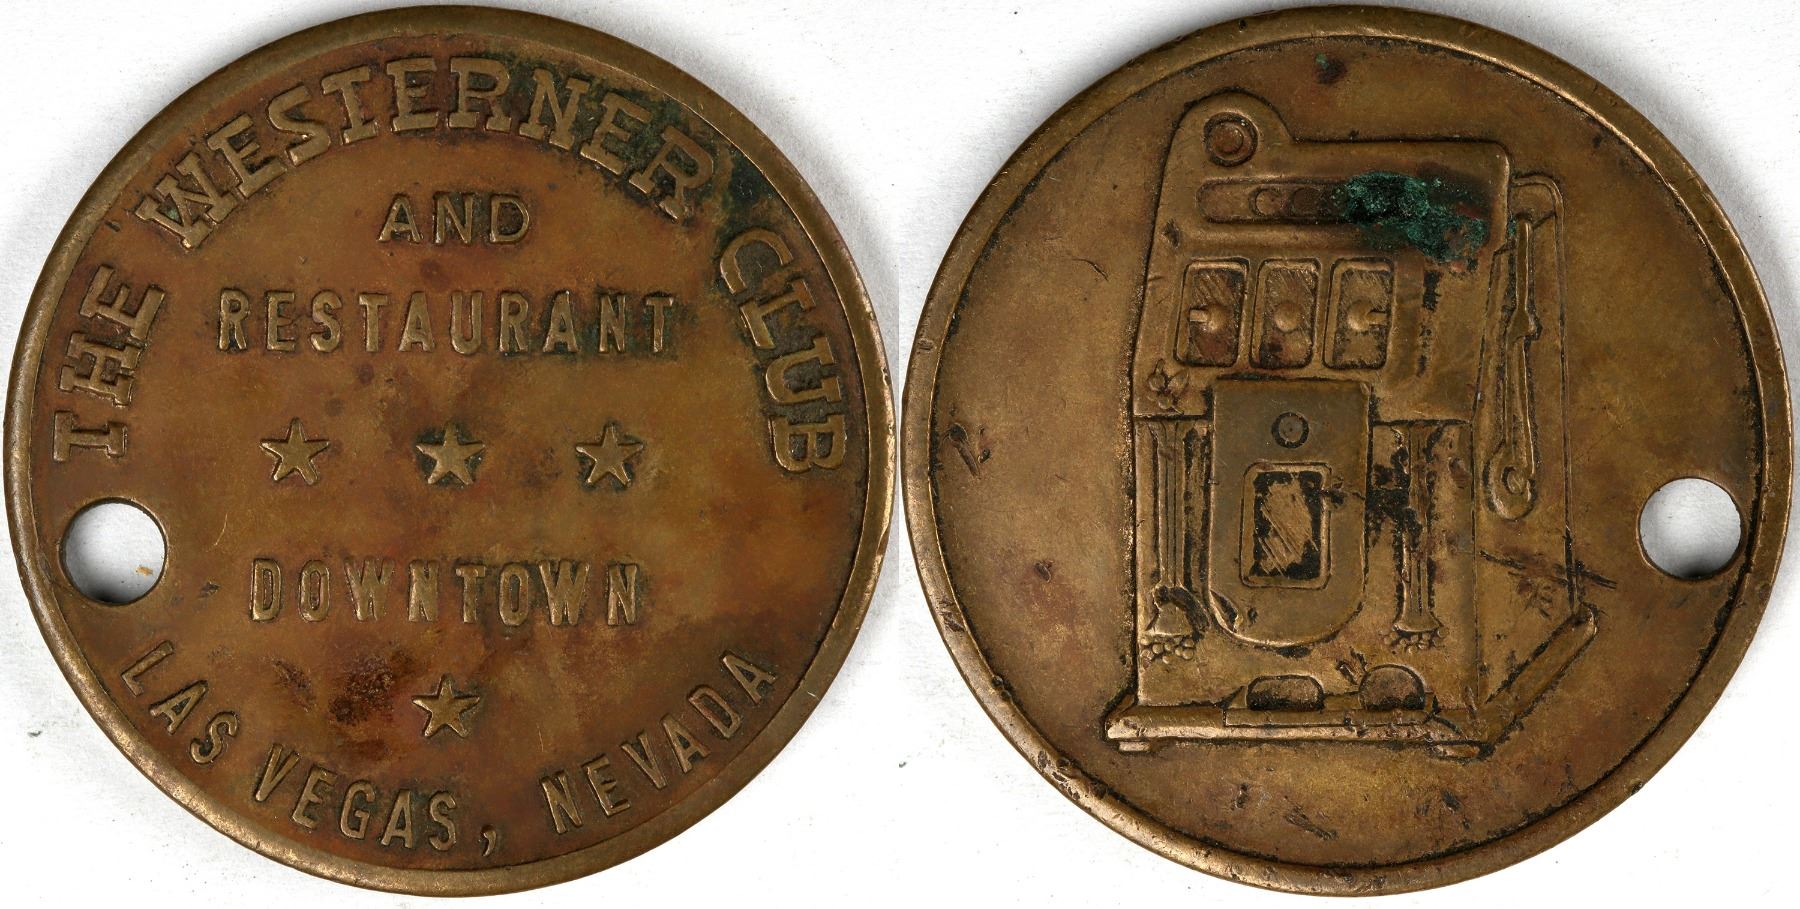 THE WESTERNER CLUB
AND
RESTAURANT
DOWNTOWN
LAS VEGAS, NEVADA